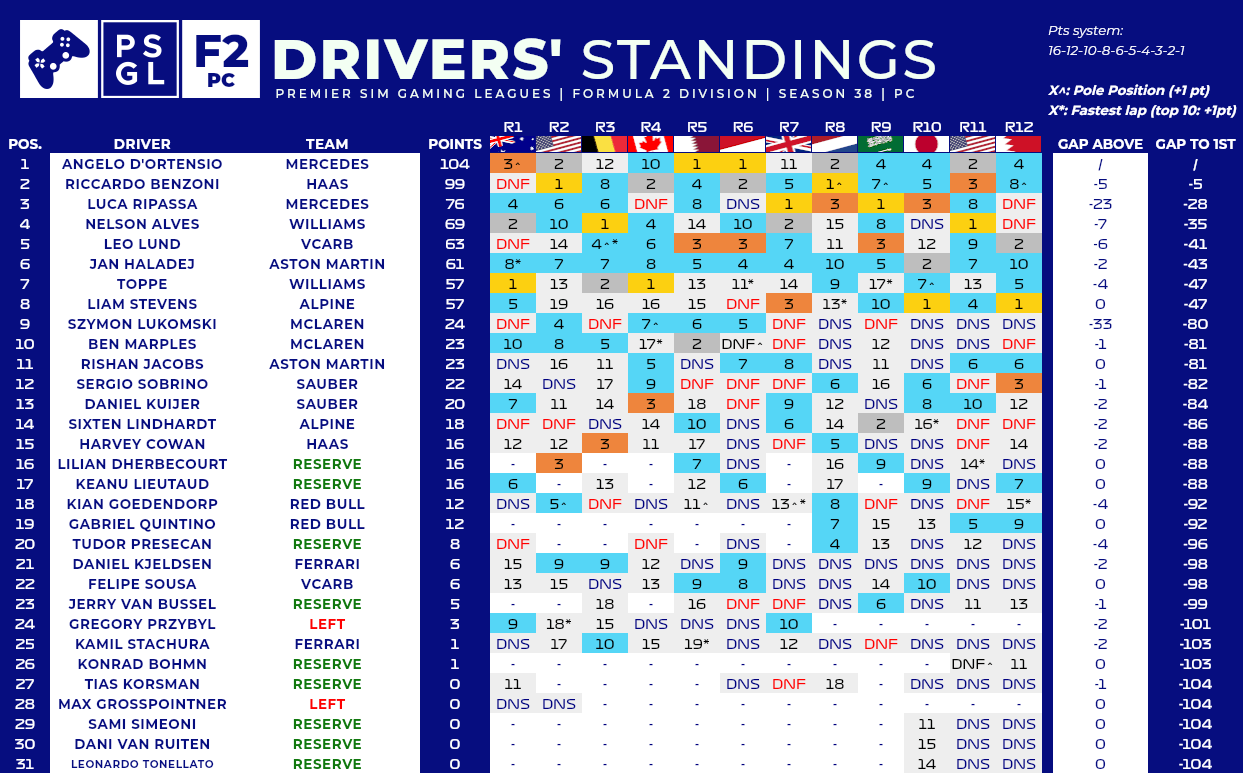 PS
GL
F2
PC
DRIVERS' STANDINGS
PREMIER SIM GAMING LEAGUES | FORMULA 2 DIVISION | SEASON 38 | PC
Pts system:
16-12-10-8-6-5-4-3-2-1
X^: Pole Position (+1 pt)
X*: Fastest lap (top 10: +1pt)
POS. DRIVER TEAM POINTS R1 R2 R3 R4 R5 R6 R7 R8 R9 R10 R11 R12 GAP ABOVE GAP TO 1ST
1 ANGELO D'ORTENSIO MERCEDES 104 3^ 2 12 10 1 1 11 2 4 4 2 4 / /
2 RICCARDO BENZONI HAAS 99 DNF 1 8 2 4 2 5 1^ 7^ 5 3 8^ -5 -5
3 LUCA RIPASSA MERCEDES 76 4 6 6 DNF 8 DNS 1 3 1 3 8 DNF -23 -28
4 NELSON ALVES WILLIAMS 69 2 10 1 4 14 10 2 15 8 DNS 1 DNF -7 -35
5 LEO LUND VCARB 63 DNF 14 4^* 6 3 3 7 11 3 12 9 2 -6 -41
6 JAN HALADEJ ASTON MARTIN 61 8* 7 7 8 5 4 4 10 5 2 7 10 -2 -43
7 TOPPE WILLIAMS 57 1 13 2 1 13 11* 14 9 17* 7^ 13 5 -4 -47
8 LIAM STEVENS ALPINE 57 5 19 16 16 15 DNF 3 13* 10 1 4 1 0 -47
9 SZYMON LUKOMSKI MCLAREN 24 DNF 4 DNF 7^ 6 5 DNF DNS DNF DNS DNS DNS -33 -80
10 BEN MARPLES MCLAREN 23 10 8 5 17* 2 DNF^ DNF DNS 12 DNS DNS DNF -1 -81
11 RISHAN JACOBS ASTON MARTIN 23 DNS 16 11 5 DNS 7 8 DNS 11 DNS 6 6 0 -81
12 SERGIO SOBRINO SAUBER 22 14 DNS 17 9 DNF DNF DNF 6 16 6 DNF 3 -1 -82
13 DANIEL KUIJER SAUBER 20 7 11 14 3 18 DNF 9 12 DNS 8 10 12 -2 -84
14 SIXTEN LINDHARDT ALPINE 18 DNF DNF DNS 14 10 DNS 6 14 2 16* DNF DNF -2 -86
15 HARVEY COWAN HAAS 16 12 12 3 11 17 DNS DNF 5 DNS DNS DNF 14 -2 -88
16 LILIAN DHERBECOURT RESERVE 16 - 3 - - 7 DNS - 16 9 DNS 14* DNS 0 -88
17 KEANU LIEUTAUD RESERVE 16 6 - 13 - 12 6 - 17 - 9 DNS 7 0 -88
18 KIAN GOEDENDORP RED BULL 12 DNS 5^ DNF DNS 11^ DNS 13^* 8 DNF DNS DNF 15* -4 -92
19 GABRIEL QUINTINO RED BULL 12 - - - - - - - 7 15 13 5 9 0 -92
20 TUDOR PRESECAN RESERVE 8 DNF - - DNF - DNS - 4 13 DNS 12 DNS -4 -96
21 DANIEL KJELDSEN FERRARI 6 15 9 9 12 DNS 9 DNS DNS DNS DNS DNS DNS -2 -98
22 FELIPE SOUSA VCARB 6 13 15 DNS 13 9 8 DNS DNS 14 10 DNS DNS 0 -98
23 JERRY VAN BUSSEL RESERVE 5 - - 18 - 16 DNF DNF DNS 6 DNS 11 13 -1 -99
24 GREGORY PRZYBYL LEFT 3 9 18* 15 DNS DNS DNS 10 - - - - - -2 -101
25 KAMIL STACHURA FERRARI 1 DNS 17 10 15 19* DNS 12 DNS DNF DNS DNS DNS -2 -103
26 KONRAD BOHMN RESERVE 1 - - - - - - - - - - DNF^ 11 0 -103
27 TIAS KORSMAN RESERVE 0 11 - - - - DNS DNF 18 - DNS DNS DNS -1 -104
28 MAX GROSSPOINTNER LEFT 0 DNS DNS - - - - - - - - - - 0 -104
29 SAMI SIMEONI RESERVE 0 - - - - - - - - - 11 DNS DNS 0 -104
30 DANI VAN RUITEN RESERVE 0 - - - - - - - - - 15 DNS DNS 0 -104
31 LEONARDO TONELLATO RESERVE 0 - - - - - - - - - 14 DNS DNS 0 -104